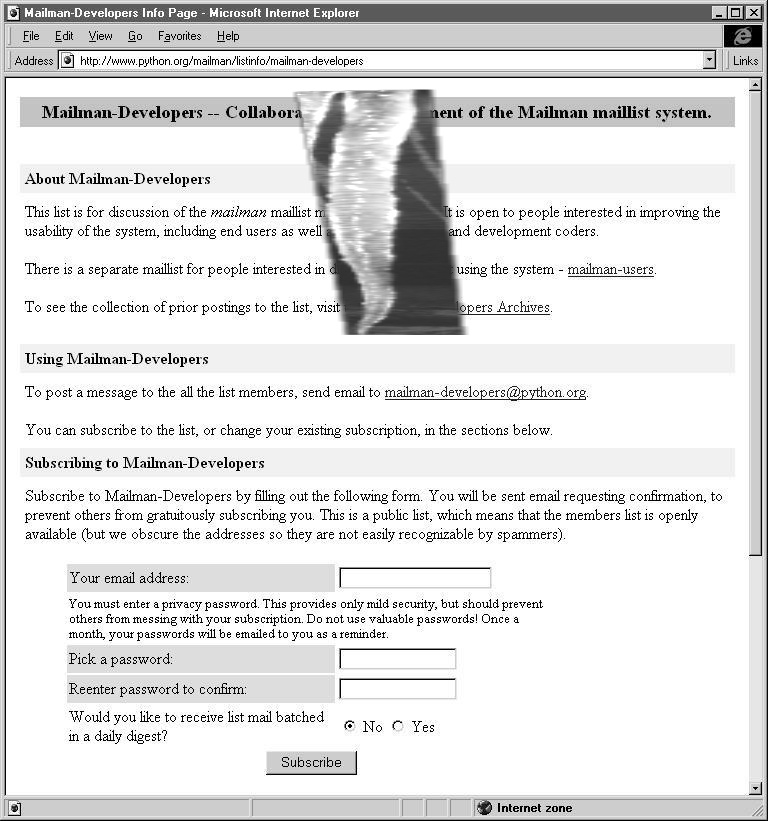 Mailman-Developers Info Page - Microsoft Internet Explorer
File Edit View Go Favorites Help
Address http://www.python.org/mailman/listinfo/mailman-developers Links
Mailman-Developers -- of the Mailman maillist system.
About Mailman-Developers
This list is for discussion of the mailman maillist It is open to people interested in improving the
usability of the system, including end users as well and development coders.
There is a separate maillist for people interested in using the system - mailman-users.
To see the collection of prior postings to the list, visit Archives.
Using Mailman-Developers
To post a message to the all the list members, send email to mailman-developers@python.org.
You can subscribe to the list, or change your existing subscription, in the sections below.
Subscribing to Mailman-Developers
Subscribe to Mailman-Developers by filling out the following form. You will be sent email requesting confirmation, to
prevent others from gratuitously subscribing you. This is a public list, which means that the members list is openly
available (but we obscure the addresses so they are not easily recognizable by spammers).
Your email address:
You must enter a privacy password. This provides only mild security, but should prevent
others from messing with your subscription. Do not use valuable passwords! Once a
month, your passwords will be emailed to you as a reminder.
Pick a password:
Reenter password to confirm:
Would you like to receive list mail batched
in a daily digest?
No Yes
Subscribe
Internet zone